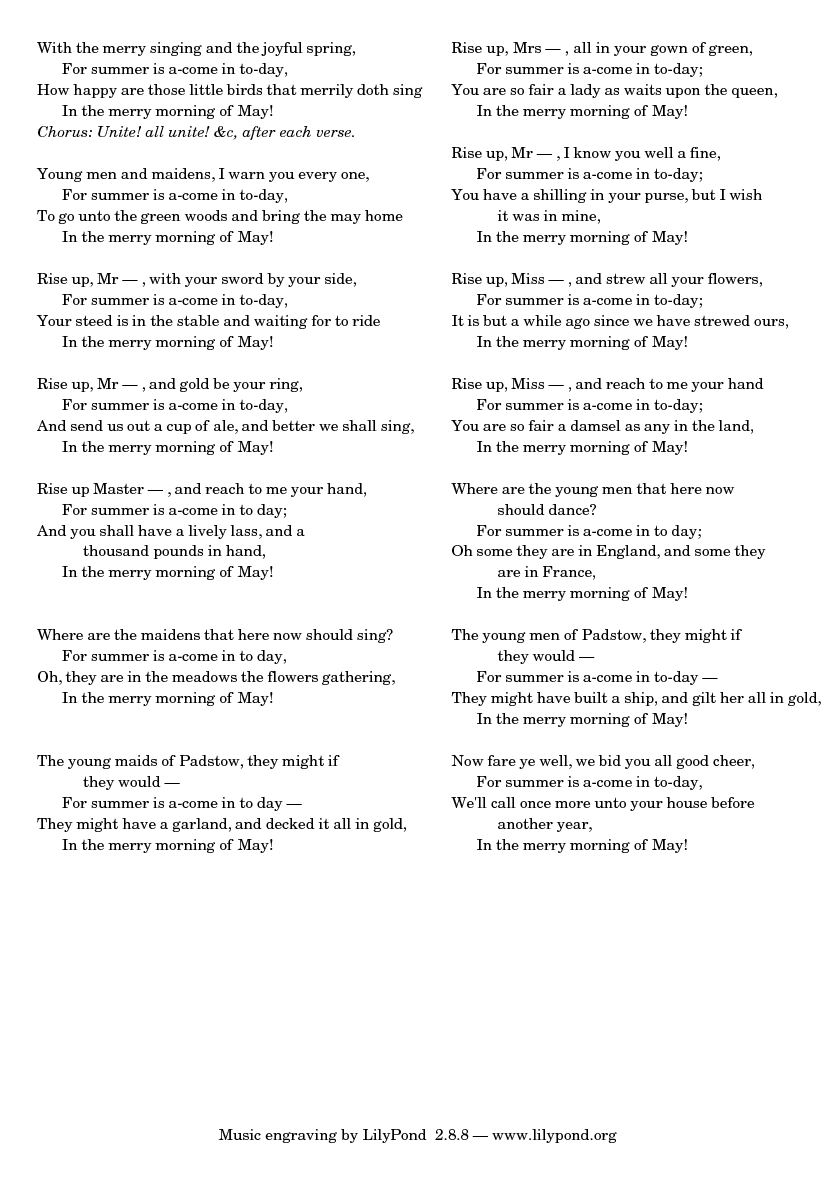 With the merry singing and the joyful spring,
For summer is a-come in to-day,
How happy are those little birds that merrily doth sing
In the merry morning of May!
Chorus: Unite! all unite! &c, after each verse.
Young men and maidens, I warn you every one,
For summer is a-come in to-day,
To go unto the green woods and bring the may home
In the merry morning of May!
Rise up, Mr — , with your sword by your side,
For summer is a-come in to-day,
Your steed is in the stable and waiting for to ride
In the merry morning of May!
Rise up, Mr — , and gold be your ring,
For summer is a-come in to-day,
And send us out a cup of ale, and better we shall sing,
In the merry morning of May!
Rise up Master — , and reach to me your hand,
For summer is a-come in to day;
And you shall have a lively lass, and a
thousand pounds in hand,
In the merry morning of May!
Where are the maidens that here now should sing?
For summer is a-come in to day,
Oh, they are in the meadows the flowers gathering,
In the merry morning of May!
The young maids of Padstow, they might if
they would —
For summer is a-come in to day —
They might have a garland, and decked it all in gold,
In the merry morning of May!
Rise up, Mrs — , all in your gown of green,
For summer is a-come in to-day;
You are so fair a lady as waits upon the queen,
In the merry morning of May!
Rise up, Mr — , I know you well a fine,
For summer is a-come in to-day;
You have a shilling in your purse, but I wish
it was in mine,
In the merry morning of May!
Rise up, Miss — , and strew all your flowers,
For summer is a-come in to-day;
It is but a while ago since we have strewed ours,
In the merry morning of May!
Rise up, Miss — , and reach to me your hand
For summer is a-come in to-day;
You are so fair a damsel as any in the land,
In the merry morning of May!
Where are the young men that here now
should dance?
For summer is a-come in to day;
Oh some they are in England, and some they
are in France,
In the merry morning of May!
The young men of Padstow, they might if
they would —
For summer is a-come in to-day —
They might have built a ship, and gilt her all in gold,
In the merry morning of May!
Now fare ye well, we bid you all good cheer,
For summer is a-come in to-day,
We'll call once more unto your house before
another year,
In the merry morning of May!
Music engraving by LilyPond 2.8.8 — www.lilypond.org